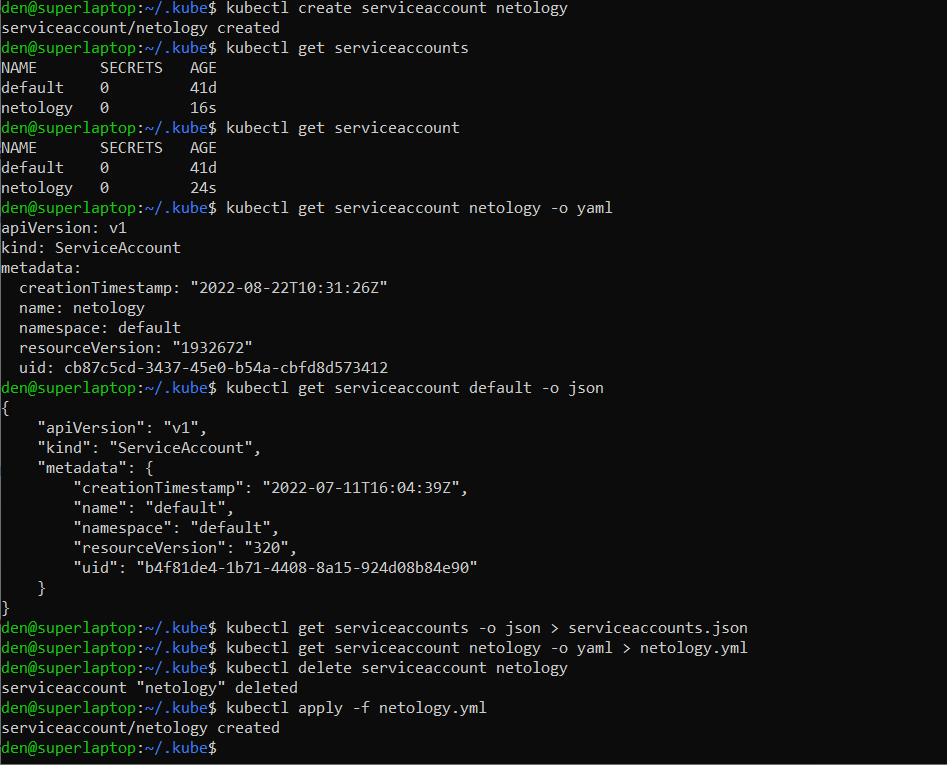 den@superlaptop:~/.kube$ kubectl create serviceaccount netology
serviceaccount/netology created
den@superlaptop:~/.kube$ kubectl get serviceaccounts
NAME       SECRETS   AGE
default    0         41d
netology   0         16s
den@superlaptop:~/.kube$ kubectl get serviceaccount
NAME       SECRETS   AGE
default    0         41d
netology   0         24s
den@superlaptop:~/.kube$ kubectl get serviceaccount netology -o yaml
apiVersion: v1
kind: ServiceAccount
metadata:
  creationTimestamp: "2022-08-22T10:31:26Z"
  name: netology
  namespace: default
  resourceVersion: "1932672"
  uid: cb87c5cd-3437-45e0-b54a-cbfd8d573412
den@superlaptop:~/.kube$ kubectl get serviceaccount default -o json
{
    "apiVersion": "v1",
    "kind": "ServiceAccount",
    "metadata": {
        "creationTimestamp": "2022-07-11T16:04:39Z",
        "name": "default",
        "namespace": "default",
        "resourceVersion": "320",
        "uid": "b4f81de4-1b71-4408-8a15-924d08b84e90"
    }
}
den@superlaptop:~/.kube$ kubectl get serviceaccounts -o json > serviceaccounts.json
den@superlaptop:~/.kube$ kubectl get serviceaccount netology -o yaml > netology.yml
den@superlaptop:~/.kube$ kubectl delete serviceaccount netology
serviceaccount "netology" deleted
den@superlaptop:~/.kube$ kubectl apply -f netology.yml
serviceaccount/netology created
den@superlaptop:~/.kube$